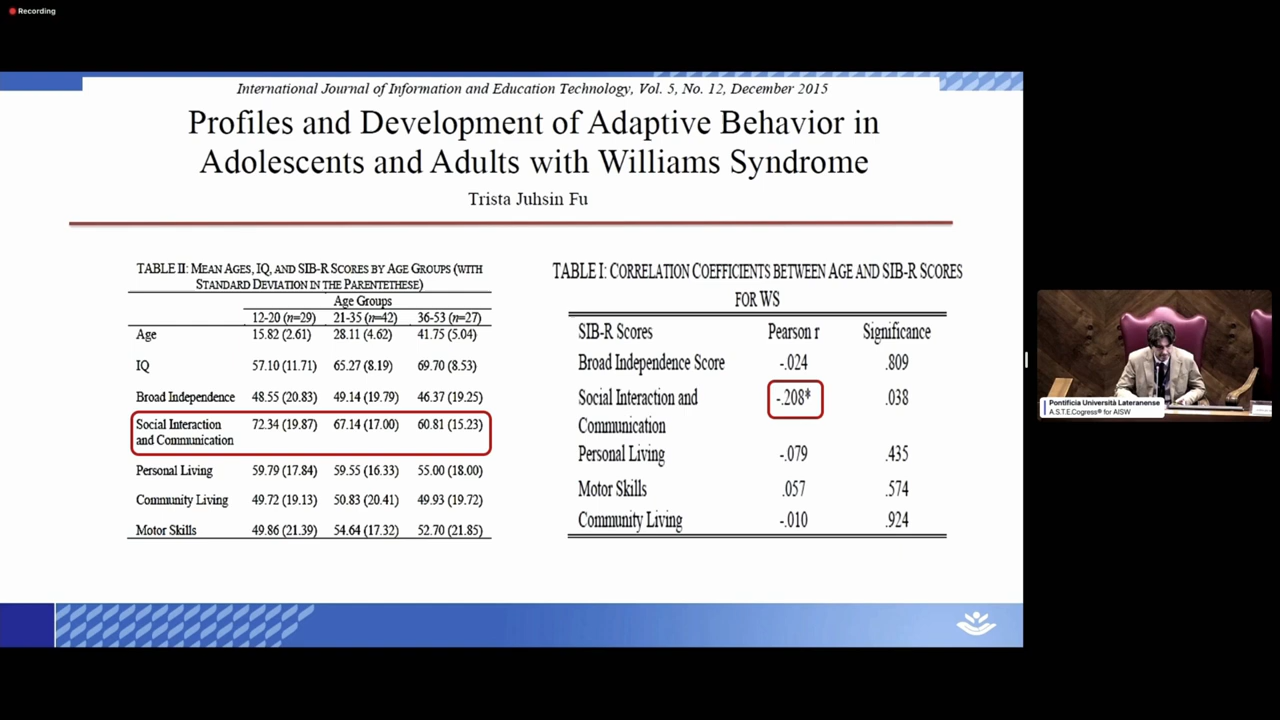 Recording
International Journal of Information and Education Technology, Vol. 5, No. 12, December 2015
Profiles and Development of Adaptive Behavior in
Adolescents and Adults with Williams Syndrome
Trista Juhsin Fu
TABLE II: MEAN AGES, IQ, AND SIB-R SCORES BY AGE GROUPS (WITH
STANDARD DEVIATION IN THE PARENTETHESE)
Age Groups
12-20 (n=29) 21-35 (n=42) 36-53 (n=27)
Age 15.82 (2.61) 28.11 (4.62) 41.75 (5.04)
IQ 57.10 (11.71) 65.27 (8.19) 69.70 (8.53)
Broad Independence 48.55 (20.83) 49.14 (19.79) 46.37 (19.25)
Social Interaction 72.34 (19.87) 67.14 (17.00) 60.81 (15.23)
and Communication
Personal Living 59.79 (17.84) 59.55 (16.33) 55.00 (18.00)
Community Living 49.72 (19.13) 50.83 (20.41) 49.93 (19.72)
Motor Skills 49.86 (21.39) 54.64 (17.32) 52.70 (21.85)
TABLE I: CORRELATION COEFFICIENTS BETWEEN AGE AND SIB-R SCORES
FOR WS
SIB-R Scores Pearson r Significance
Broad Independence Score -.024 .809
Social Interaction and -.208* .038
Communication
Personal Living -.079 .435
Motor Skills .057 .574
Community Living -.010 .924
Pontificia Università Lateranense
A.S.T.E.Cogress® for AISW